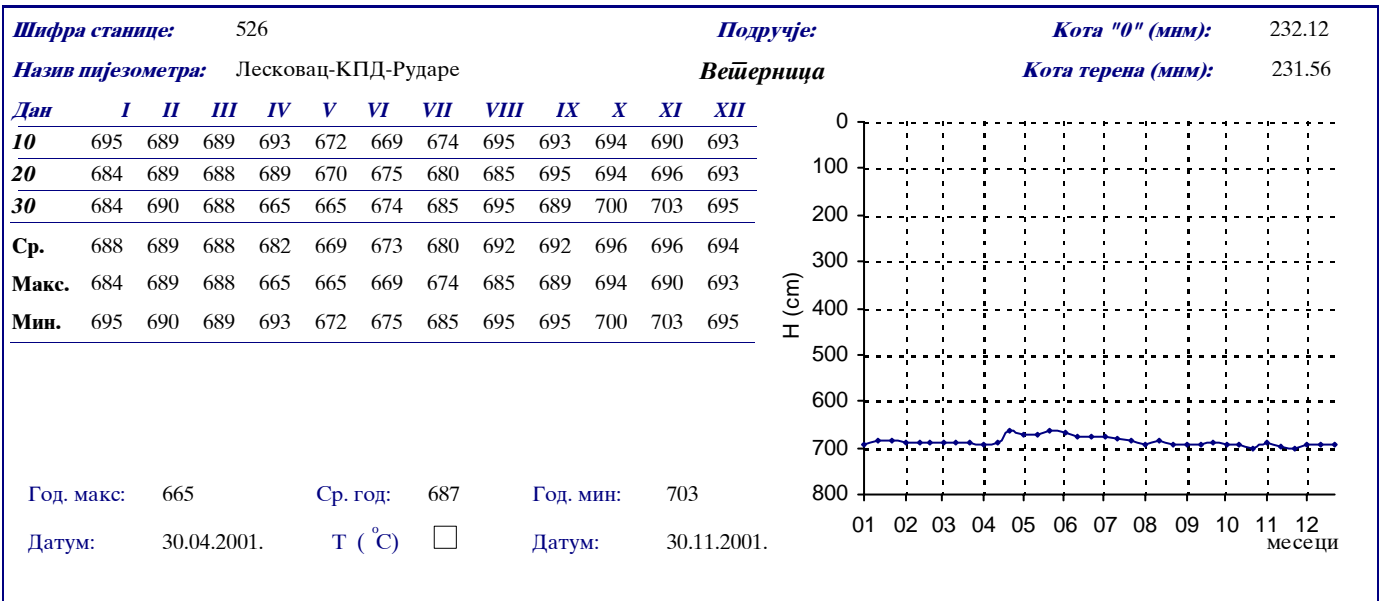 Шифра станице: 526 Подручје: Кота "0" (мнм): 232.12
Назив пијезометра: Лесковац-КПД-Рударе Ветерница Кота терена (мнм): 231.56
Дан I II III IV V VI VII VIII IX X XI XII
10 695 689 689 693 672 669 674 695 693 694 690 693
20 684 689 688 689 670 675 680 685 695 694 696 693
30 684 690 688 665 665 674 685 695 689 700 703 695
Ср. 688 689 688 682 669 673 680 692 692 696 696 694
Макс. 684 689 688 665 665 669 674 685 689 694 690 693
Мин. 695 690 689 693 672 675 685 695 695 700 703 695
0
100
200
300
400
500
600
700
800
H (cm)
01 02 03 04 05 06 07 08 09 10 11 12
месеци
Год. макс: 665 Ср. год: 687 Год. мин: 703
Датум: 30.04.2001. Т ( °C) Датум: 30.11.2001.